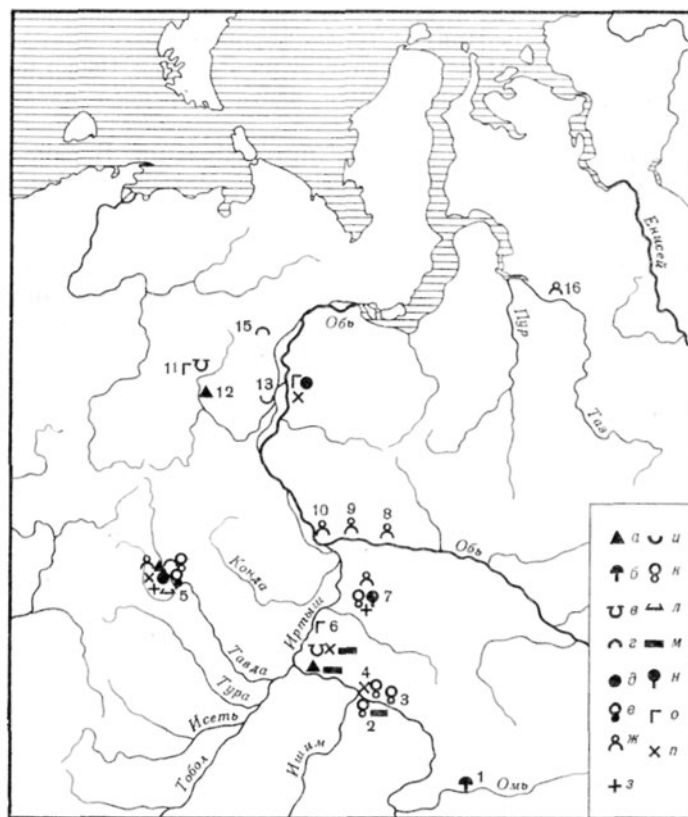 Енисей
16
Пур
Таз
15
Обь
11
12
13
10
9
8
Обь
Конда
Иртыш
7
5
6
Тавда
Тура
Исеть
Тобол
4
3
2
Ишим
1
Омь
а и
б к
в л
г м
д н
е о
ж п
з